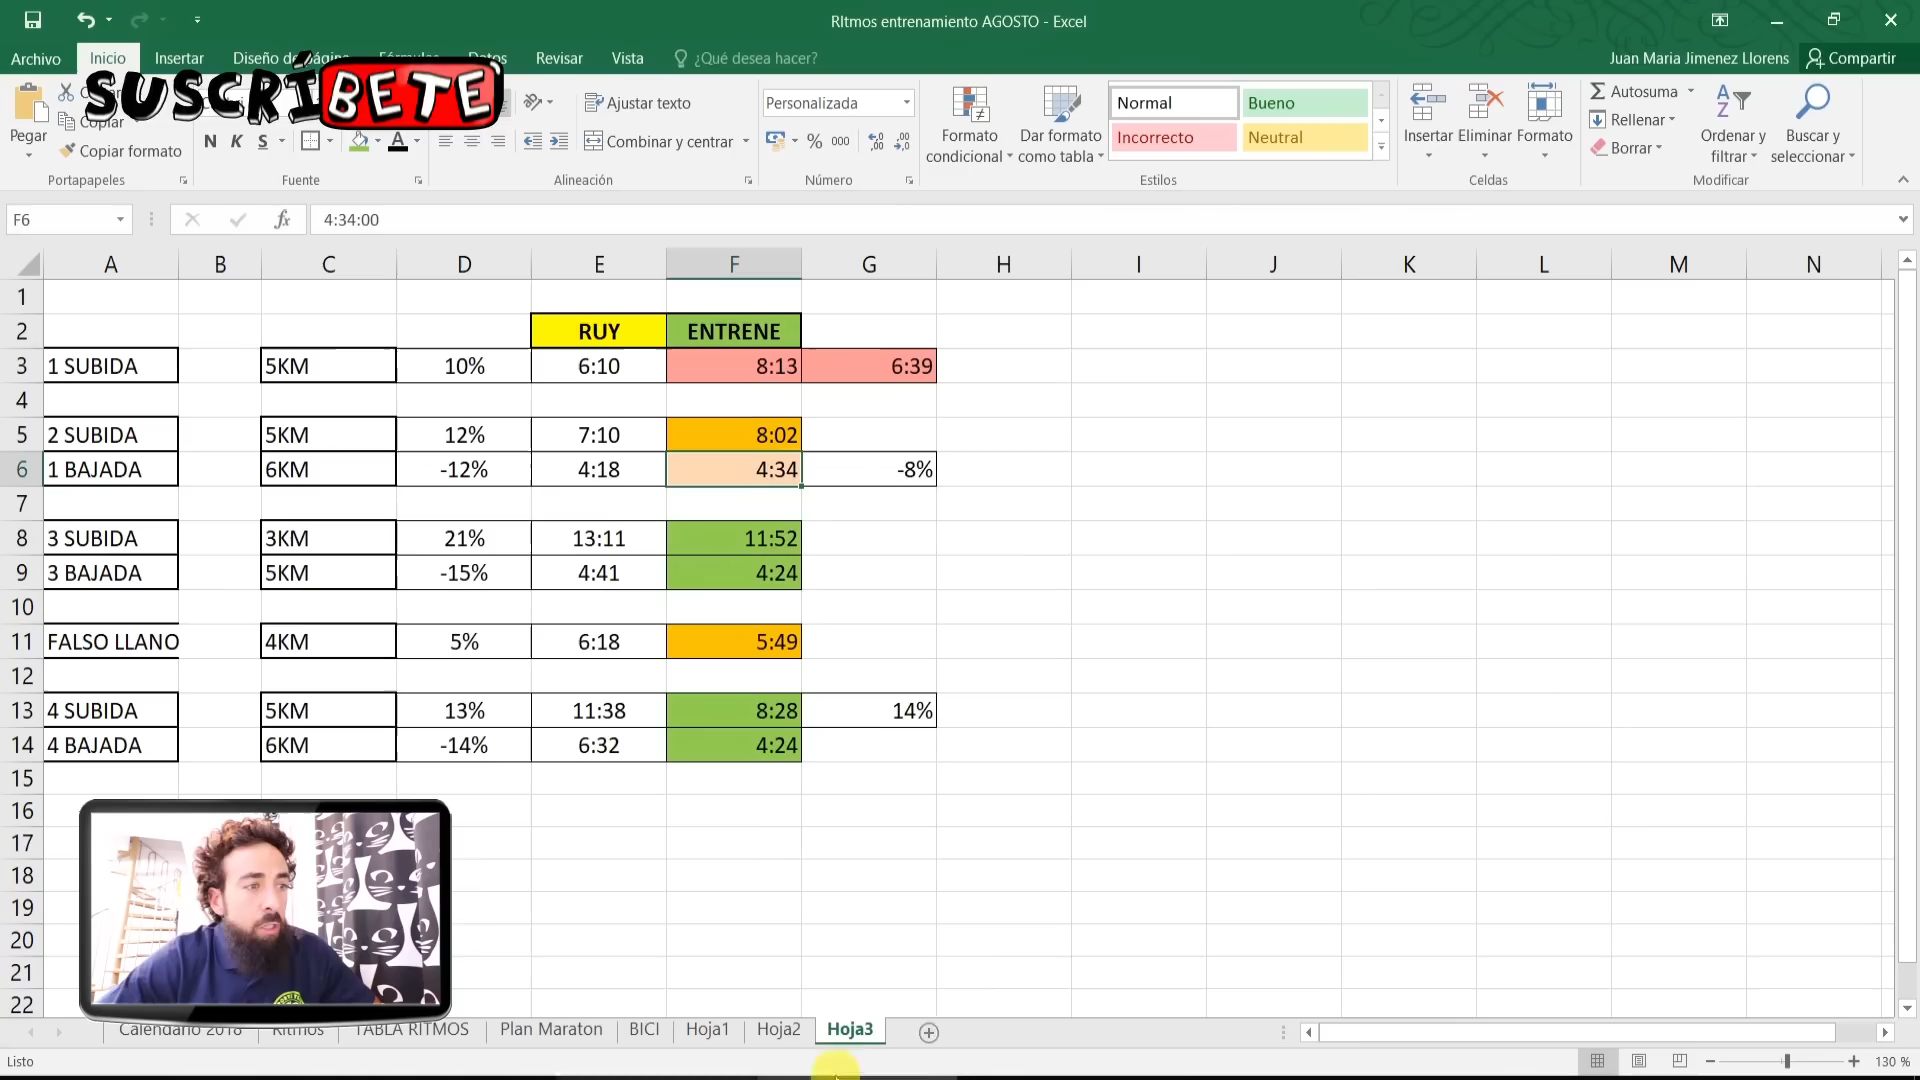 RItmos entrenamiento AGOSTO - Excel
Archivo Inicio Insertar Diseño de Página Fórmulas Datos Revisar Vista ¿Qué desea hacer? Juan Maria Jimenez Llorens Compartir
SUSCRÍBETE
Pegar
Copiar
Copiar formato
Portapapeles
N K S A
Fuente
Ajustar texto
Combinar y centrar
Alineación
Personalizada
% 000
Número
Formato condicional
Dar formato como tabla
Normal Bueno
Incorrecto Neutral
Estilos
Insertar Eliminar Formato
Celdas
Autosuma
Rellenar
Borrar
Ordenar y filtrar
Buscar y seleccionar
Modificar
F6 fx 4:34:00
A B C D E F G H I J K L M N
1
2 RUY ENTRENE
3 1 SUBIDA 5KM 10% 6:10 8:13 6:39
4
5 2 SUBIDA 5KM 12% 7:10 8:02
6 1 BAJADA 6KM -12% 4:18 4:34 -8%
7
8 3 SUBIDA 3KM 21% 13:11 11:52
9 3 BAJADA 5KM -15% 4:41 4:24
10
11 FALSO LLANO 4KM 5% 6:18 5:49
12
13 4 SUBIDA 5KM 13% 11:38 8:28 14%
14 4 BAJADA 6KM -14% 6:32 4:24
15
16
17
18
19
20
21
22
Calendario 2018 Ritmos TABLA RITMOS Plan Maraton BICI Hoja1 Hoja2 Hoja3
Listo 130 %